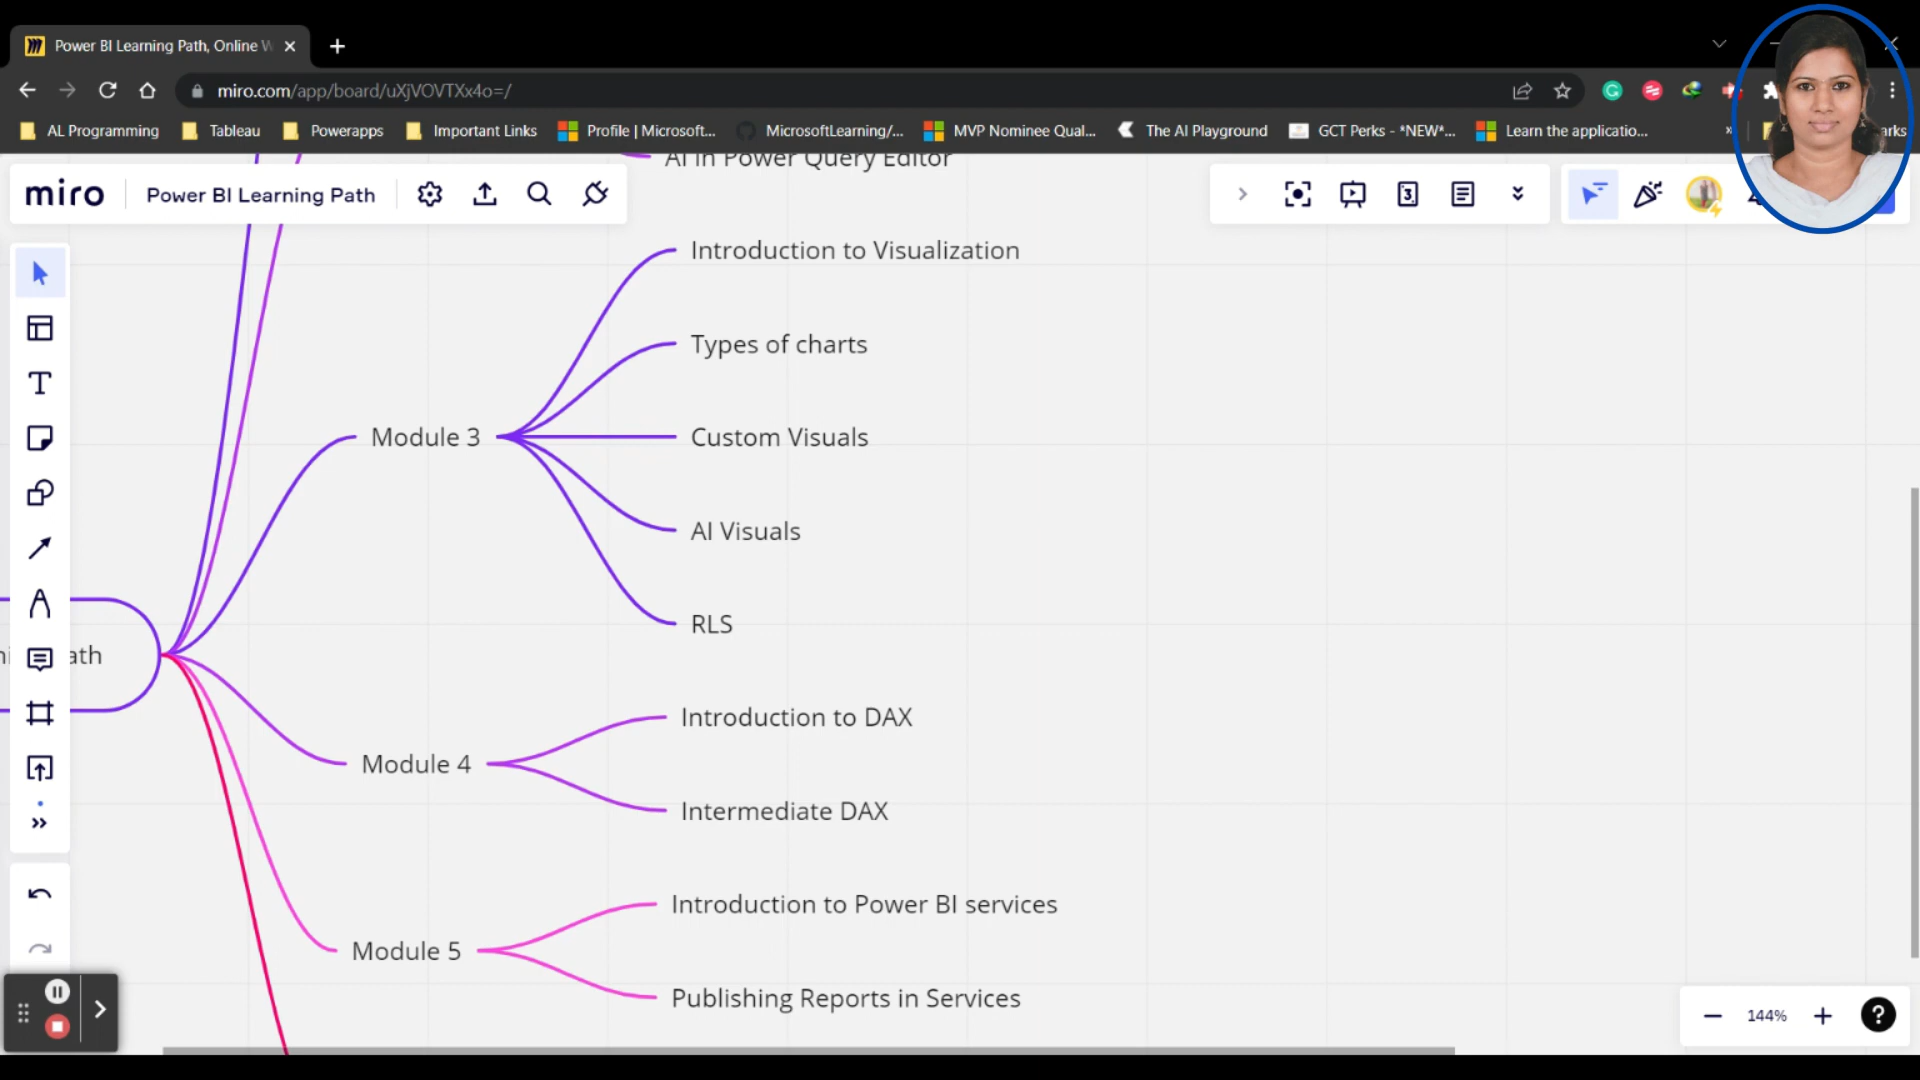 Power BI Learning Path, Online W
miro.com/app/board/uXjVOVTXx4o=/
AL Programming
Tableau
Powerapps
Important Links
Profile | Microsoft...
MicrosoftLearning/...
MVP Nominee Qual...
The AI Playground
GCT Perks - *NEW*...
Learn the applicatio...
»
arks
AI in Power Query Editor
miro
Power BI Learning Path
3
Introduction to Visualization
Types of charts
Module 3
Custom Visuals
AI Visuals
RLS
ath
Introduction to DAX
Module 4
Intermediate DAX
Introduction to Power BI services
Module 5
Publishing Reports in Services
144%
?